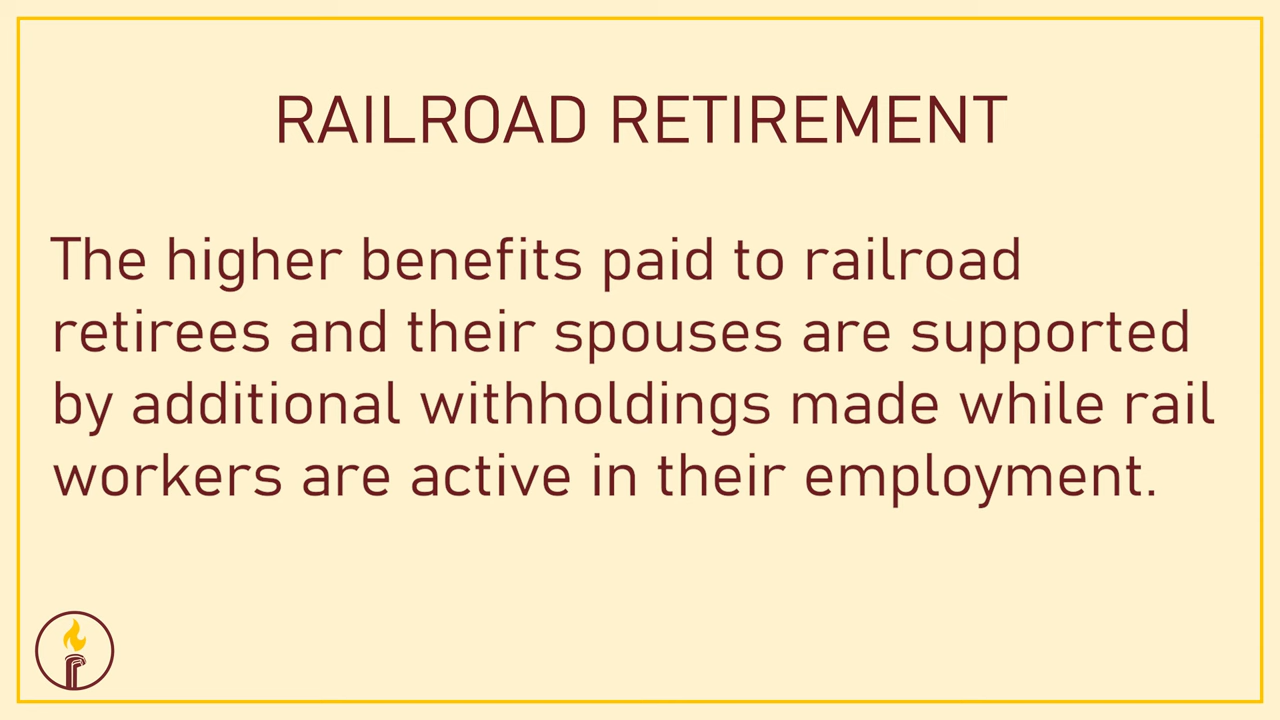 RAILROAD RETIREMENT
The higher benefits paid to railroad
retirees and their spouses are supported
by additional withholdings made while rail
workers are active in their employment.